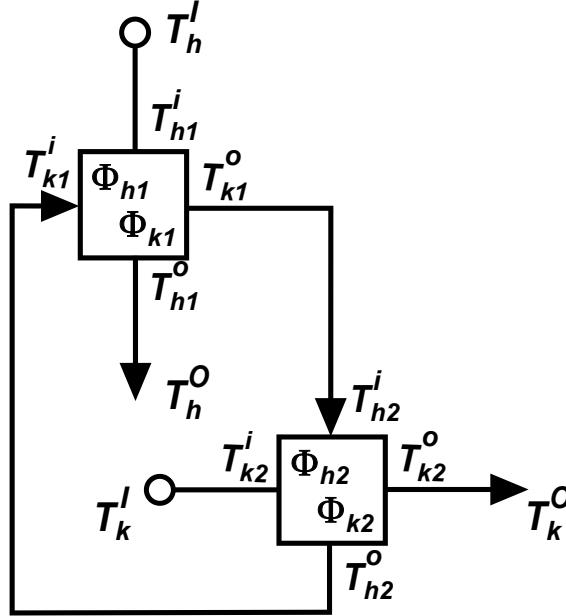 T_h^I
T_h1^i
T_k1^i
Φ_h1
T_k1^o
Φ_k1
T_h1^o
T_h^O
T_h2^i
T_k2^i
Φ_h2
T_k2^o
T_k^I
Φ_k2
T_k^O
T_h2^o